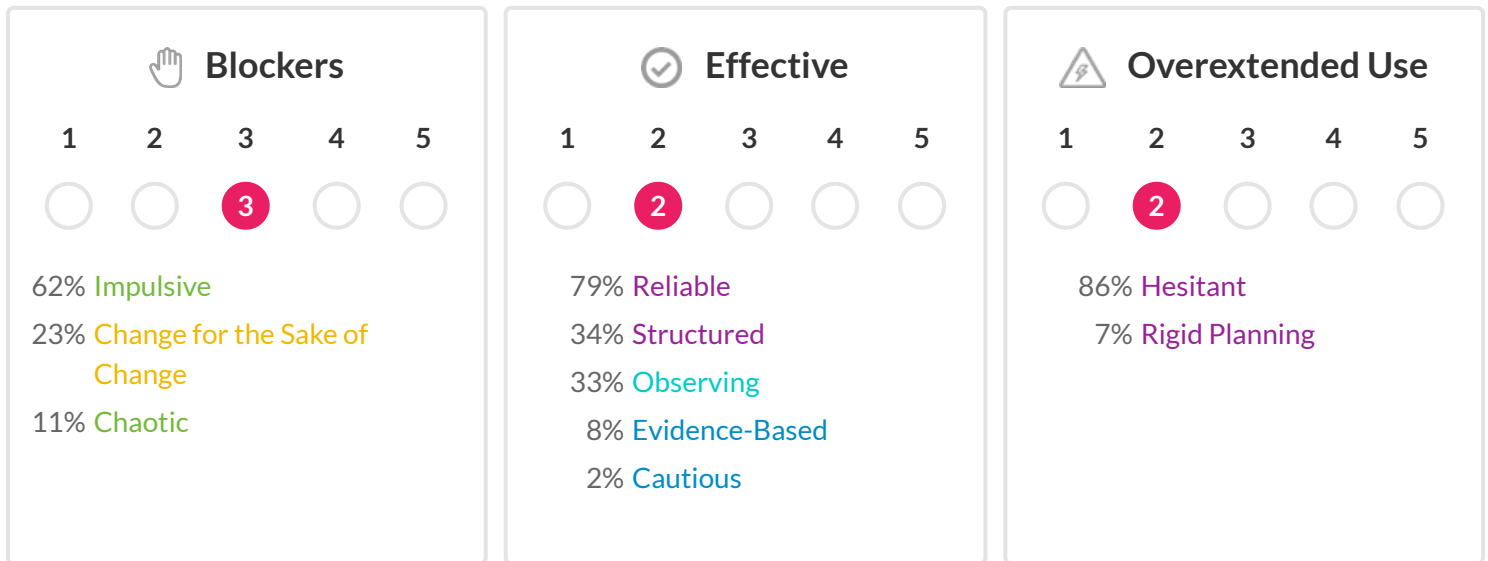 Blockers
1 2 3 4 5
3
62% Impulsive
23% Change for the Sake of
Change
11% Chaotic
Effective
1 2 3 4 5
2
79% Reliable
34% Structured
33% Observing
8% Evidence-Based
2% Cautious
Overextended Use
1 2 3 4 5
2
86% Hesitant
7% Rigid Planning